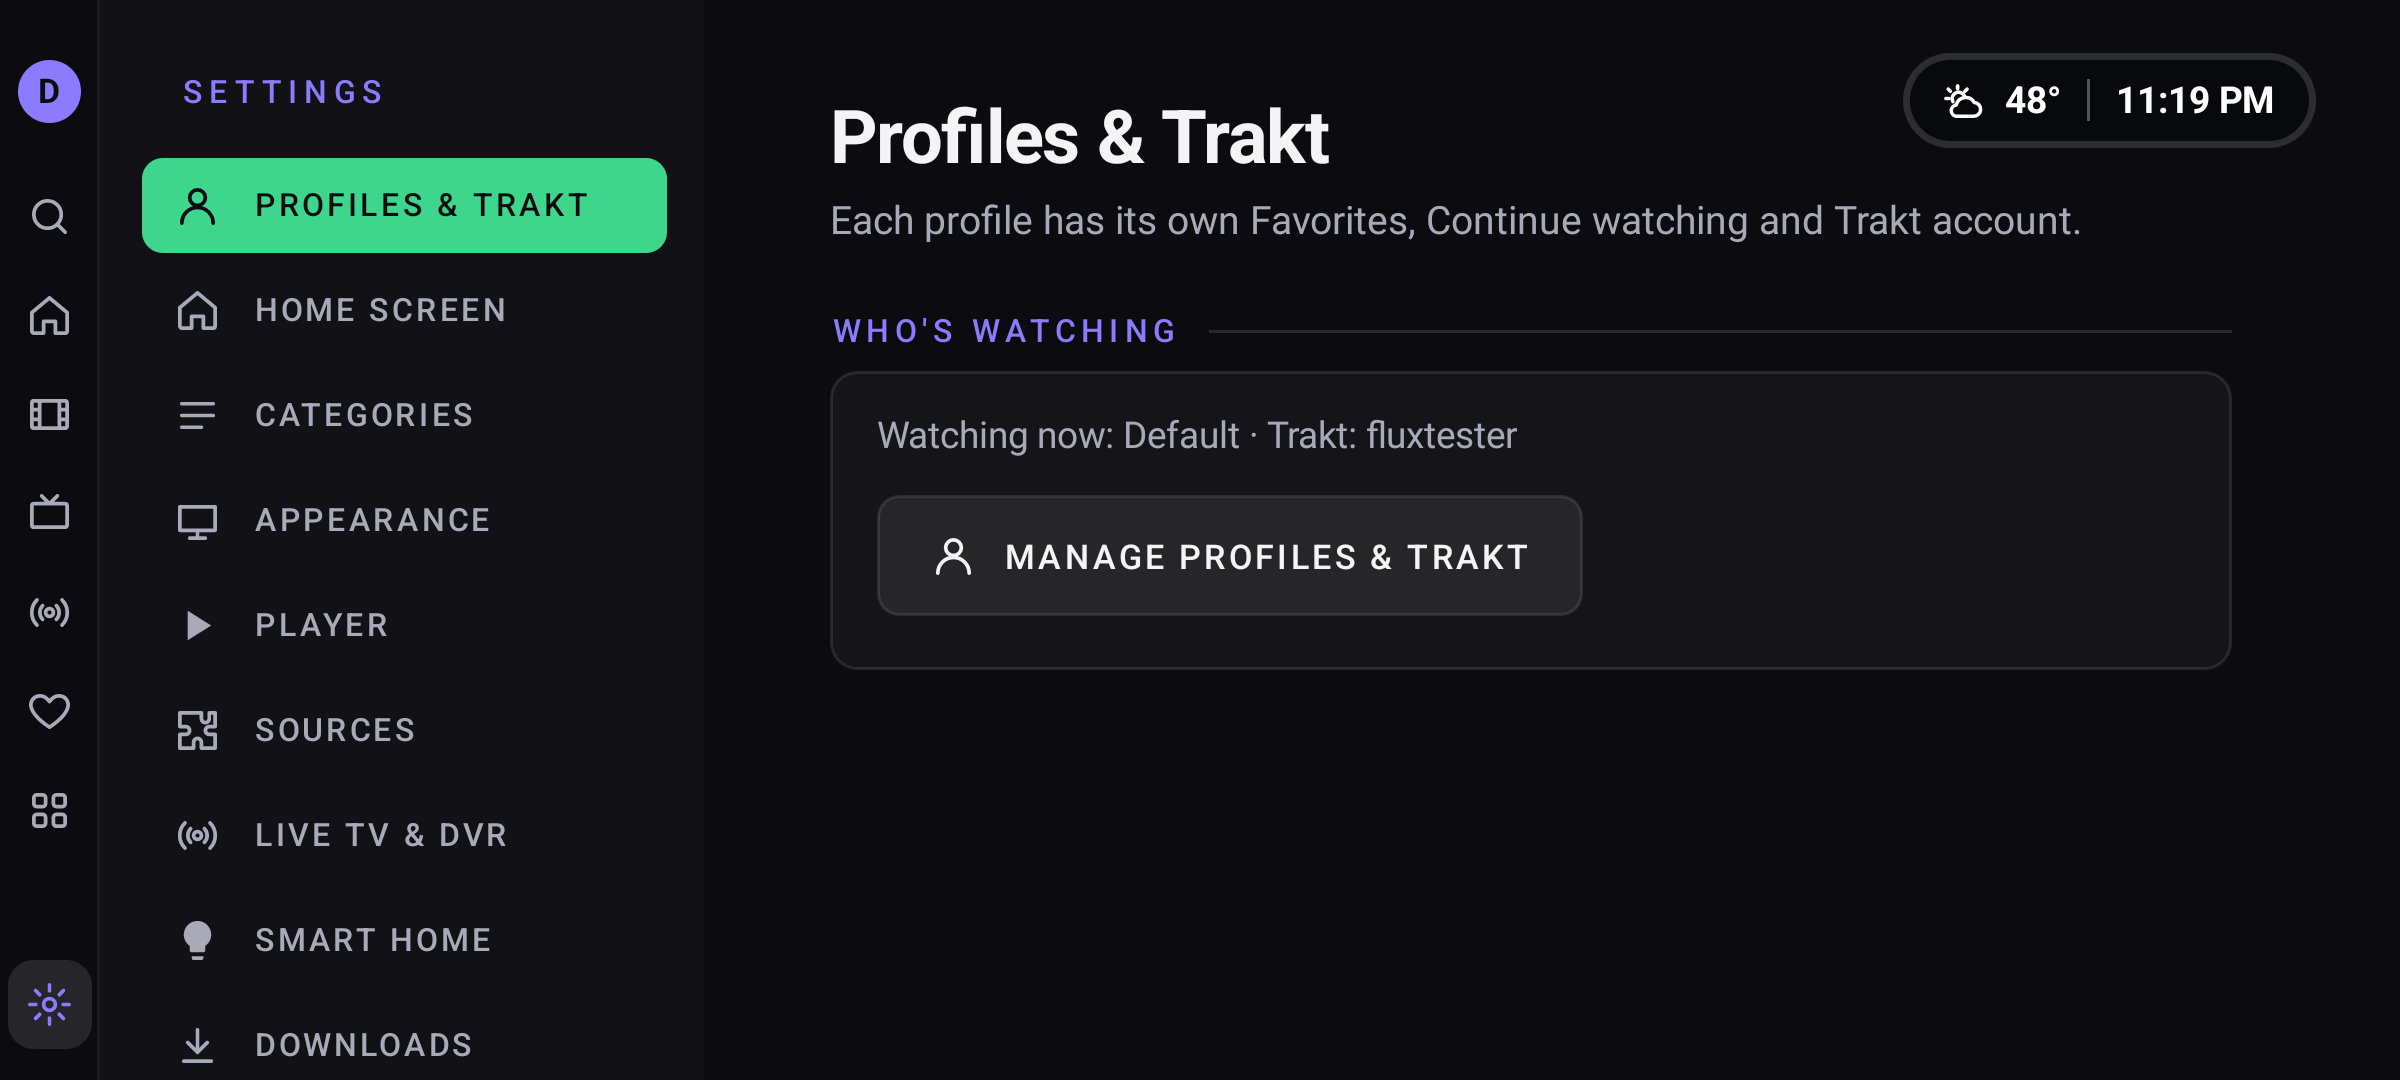 D
SETTINGS
PROFILES & TRAKT
HOME SCREEN
CATEGORIES
APPEARANCE
PLAYER
SOURCES
LIVE TV & DVR
SMART HOME
DOWNLOADS
48° 11:19 PM
Profiles & Trakt
Each profile has its own Favorites, Continue watching and Trakt account.
WHO'S WATCHING
Watching now: Default · Trakt: fluxtester
MANAGE PROFILES & TRAKT